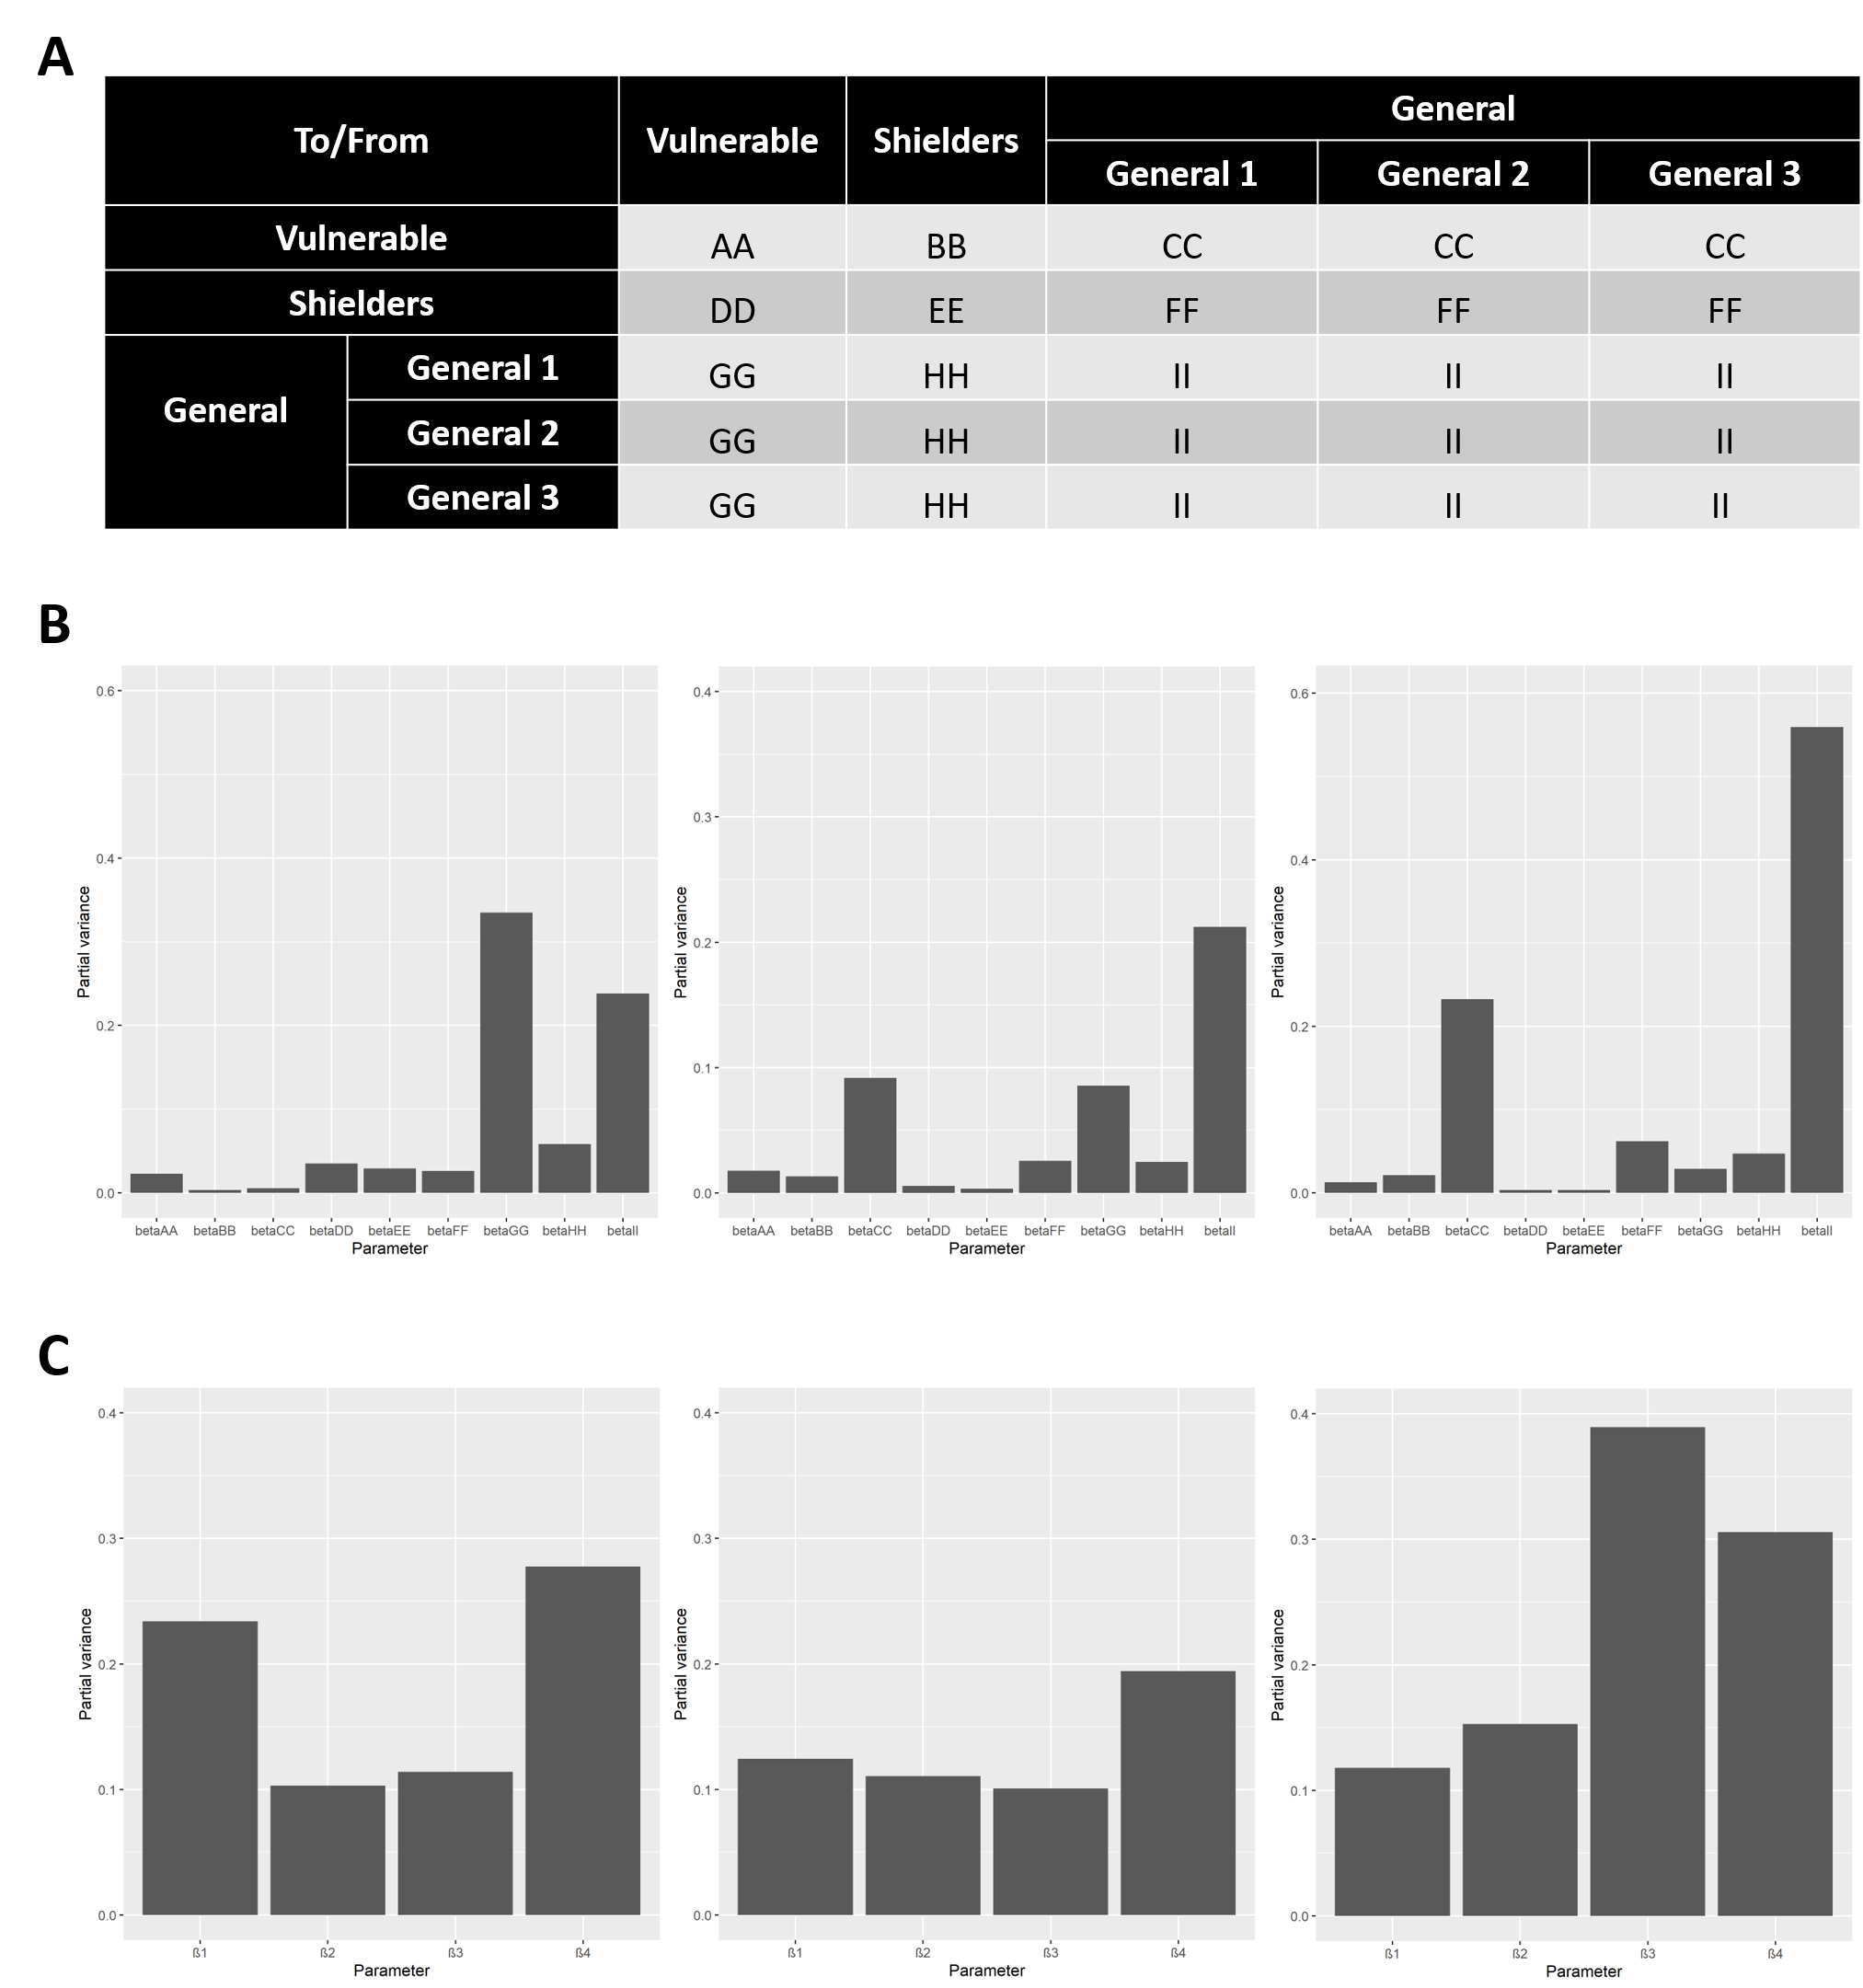 A
To/From Vulnerable Shielders General
General 1 General 2 General 3
Vulnerable AA BB CC CC CC
Shielders DD EE FF FF FF
General General 1 GG HH II II II
General 2 GG HH II II II
General 3 GG HH II II II
B
Partial variance
0.6
0.4
0.2
0.0
betaAA betaBB betaCC betaDD betaEE betaFF betaGG betaHH betaII
Parameter
Partial variance
0.4
0.3
0.2
0.1
0.0
betaAA betaBB betaCC betaDD betaEE betaFF betaGG betaHH betaII
Parameter
Partial variance
0.6
0.4
0.2
0.0
betaAA betaBB betaCC betaDD betaEE betaFF betaGG betaHH betaII
Parameter
C
Partial variance
0.4
0.3
0.2
0.1
0.0
ß1 ß2 ß3 ß4
Parameter
Partial variance
0.4
0.3
0.2
0.1
0.0
ß1 ß2 ß3 ß4
Parameter
Partial variance
0.4
0.3
0.2
0.1
0.0
ß1 ß2 ß3 ß4
Parameter